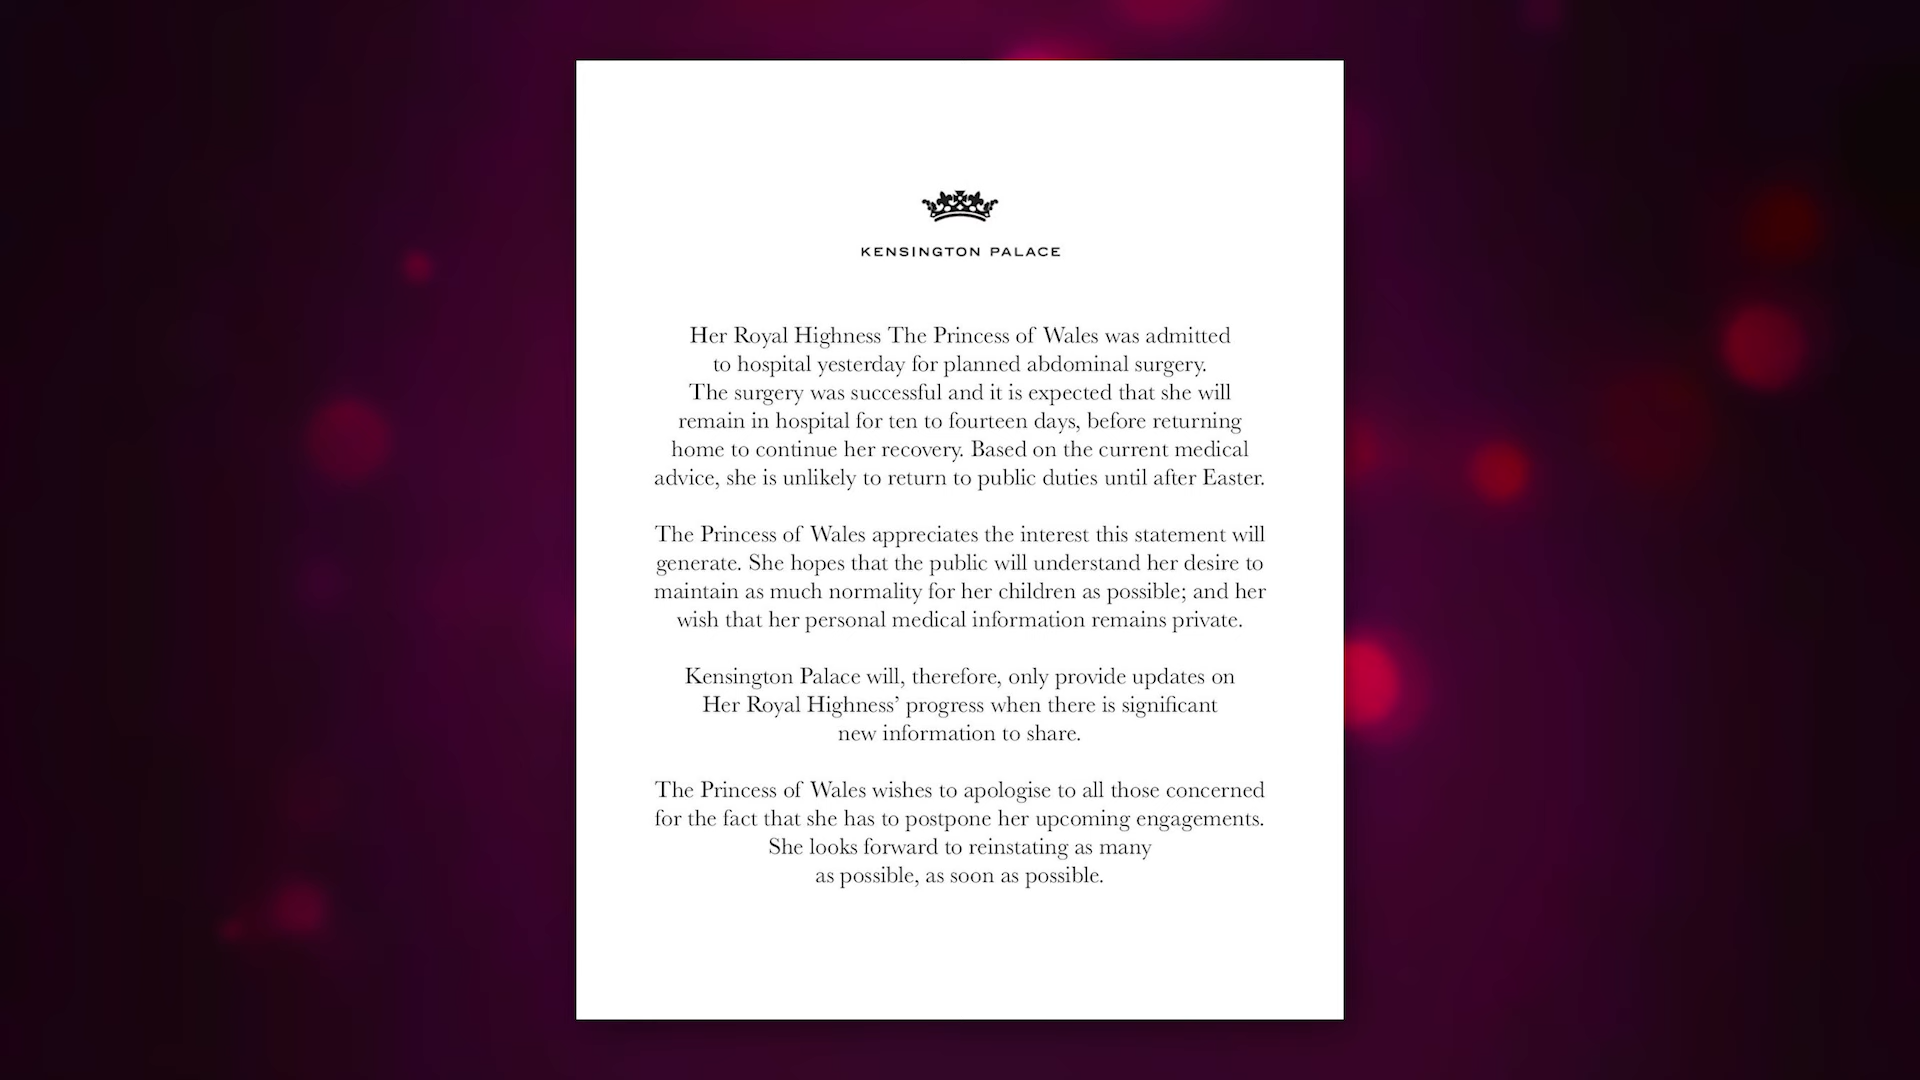 KENSINGTON PALACE
Her Royal Highness The Princess of Wales was admitted
to hospital yesterday for planned abdominal surgery.
The surgery was successful and it is expected that she will
remain in hospital for ten to fourteen days, before returning
home to continue her recovery. Based on the current medical
advice, she is unlikely to return to public duties until after Easter.
The Princess of Wales appreciates the interest this statement will
generate. She hopes that the public will understand her desire to
maintain as much normality for her children as possible; and her
wish that her personal medical information remains private.
Kensington Palace will, therefore, only provide updates on
Her Royal Highness’ progress when there is significant
new information to share.
The Princess of Wales wishes to apologise to all those concerned
for the fact that she has to postpone her upcoming engagements.
She looks forward to reinstating as many
as possible, as soon as possible.